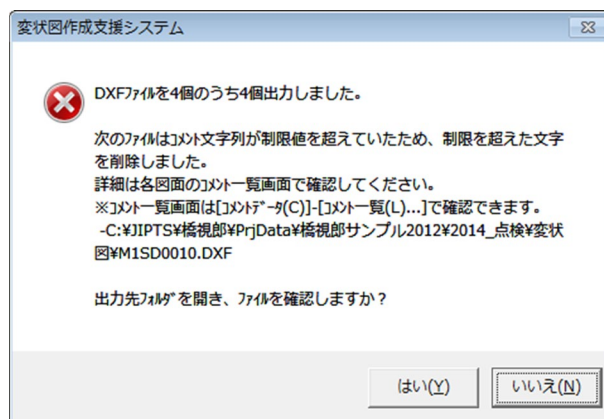 変状図作成支援システム
DXFﾌｧｲﾙを4個のうち4個出力しました。
次のファイルはｺﾒﾝﾄ文字列が制限値を超えていたため、制限を超えた文字
を削除しました。
詳細は各図面のｺﾒﾝﾄ一覧画面で確認してください。
※ｺﾒﾝﾄ一覧画面は[ｺﾒﾝﾄﾃﾞｰﾀ(C)]-[ｺﾒﾝﾄ一覧(L)...]で確認できます。
-C:¥JIPTS¥橋視郎¥PrjData¥橋視郎サンプル2012¥2014_点検¥変状
図¥M1SD0010.DXF
出力先ﾌｫﾙﾀﾞを開き、ﾌｧｲﾙを確認しますか？
はい(Y)
いいえ(N)